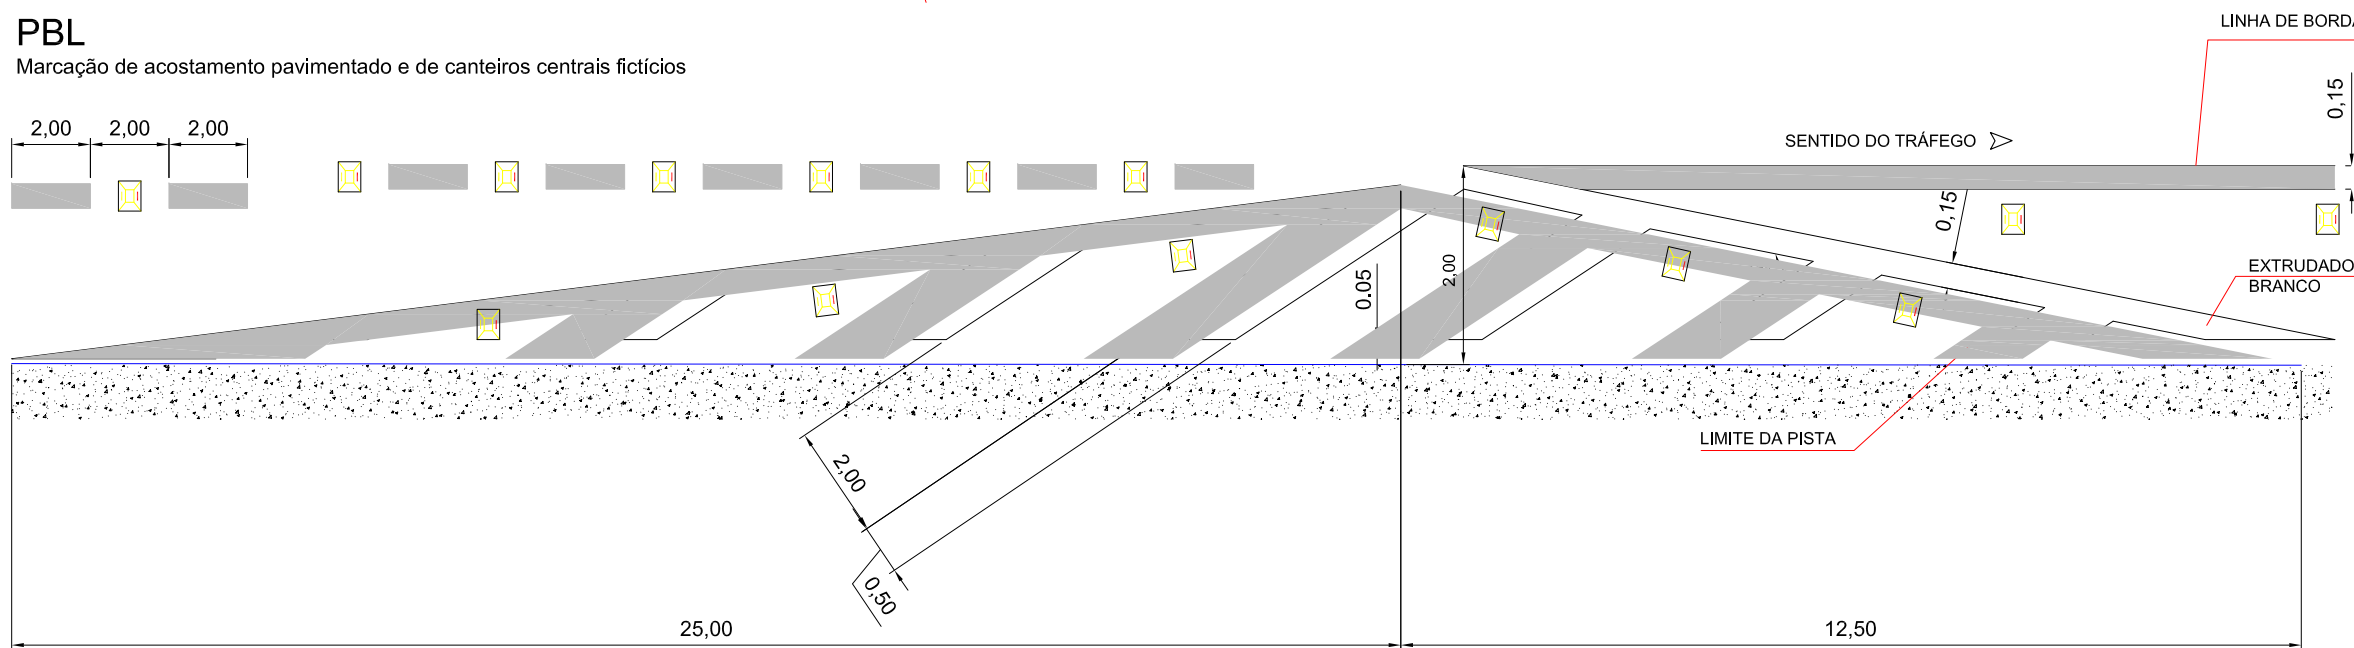 PBL
LINHA DE BORDA
Marcação de acostamento pavimentado e de canteiros centrais fictícios
2,00 2,00 2,00
0,15
SENTIDO DO TRÁFEGO
0,15
2,00
0.05
EXTRUDADO
BRANCO
LIMITE DA PISTA
2,00
0,50
25,00
12,50